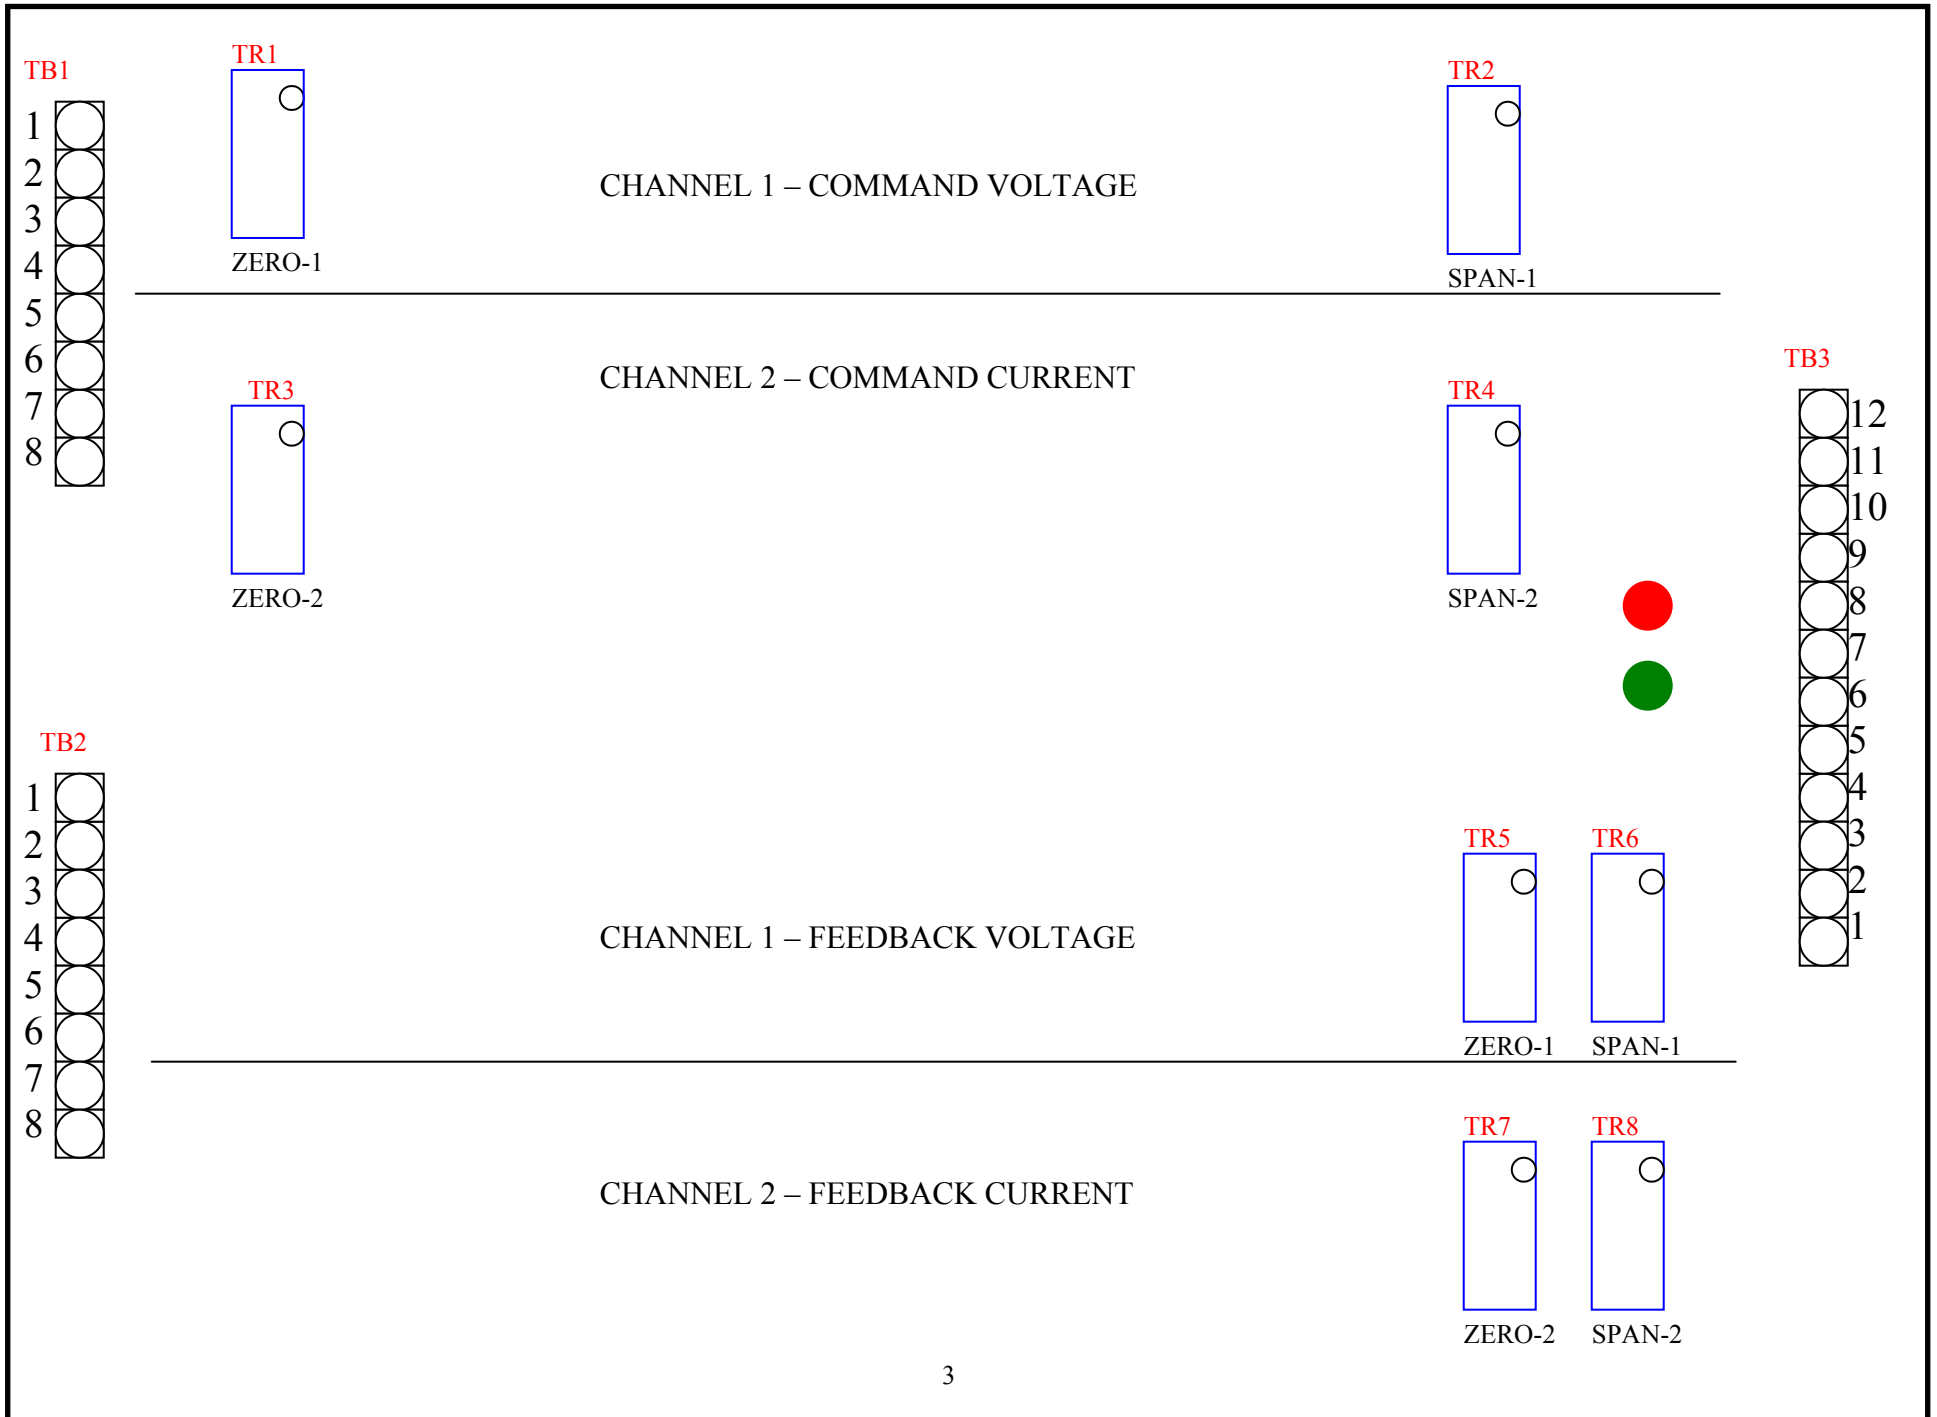 TR1
TB1
TR2
1
2
3
4
5
6
7
8
CHANNEL 1 – COMMAND VOLTAGE
ZERO-1
SPAN-1
CHANNEL 2 – COMMAND CURRENT
TR3
TR4
ZERO-2
SPAN-2
TB3
12
11
10
9
8
7
6
5
4
3
2
1
TB2
1
2
3
4
5
6
7
8
TR5
TR6
CHANNEL 1 – FEEDBACK VOLTAGE
ZERO-1
SPAN-1
TR7
TR8
CHANNEL 2 – FEEDBACK CURRENT
ZERO-2
SPAN-2
3